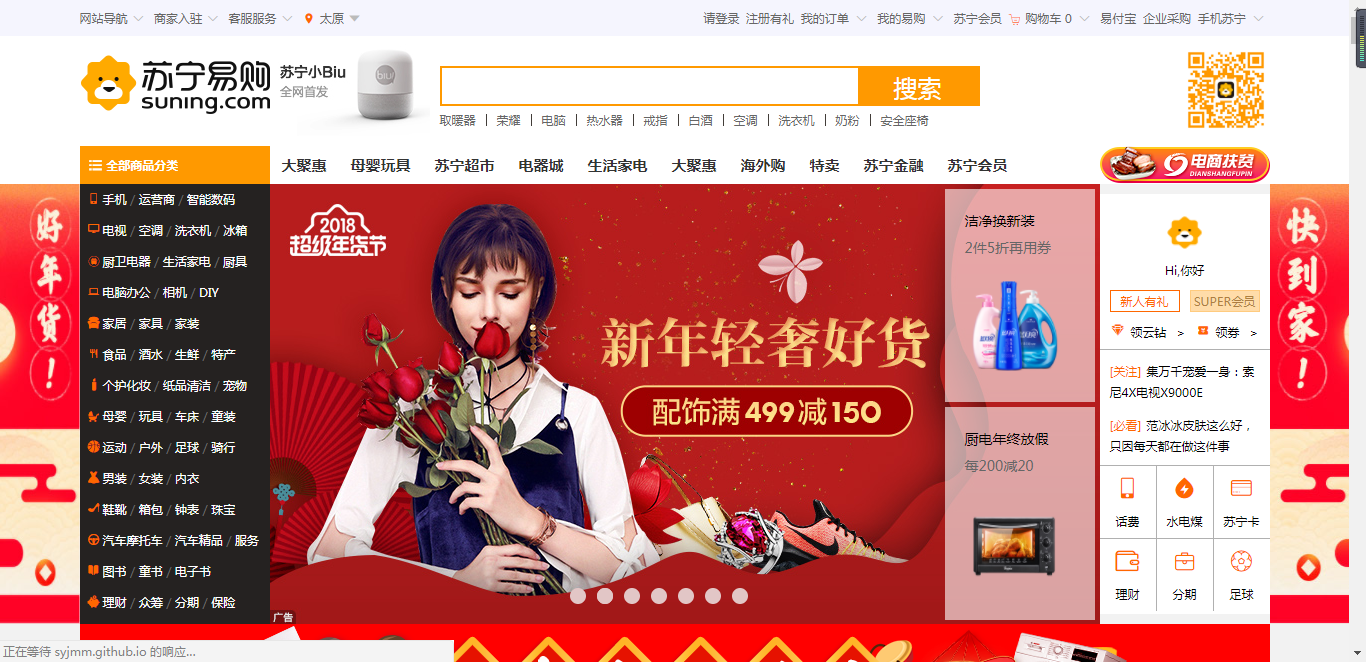 网站导航 商家入驻 客服服务 太原 请登录 注册有礼 我的订单 我的易购 苏宁会员 购物车 0 易付宝 企业采购 手机苏宁
苏宁易购
suning.com
苏宁小Biu
全网首发
biu
搜索
取暖器 | 荣耀 | 电脑 | 热水器 | 戒指 | 白酒 | 空调 | 洗衣机 | 奶粉 | 安全座椅
全部商品分类 大聚惠 母婴玩具 苏宁超市 电器城 生活家电 大聚惠 海外购 特卖 苏宁金融 苏宁会员
电商扶贫
DIANSHANGFUPIN
好年货!
手机 / 运营商 / 智能数码
电视 / 空调 / 洗衣机 / 冰箱
厨卫电器 / 生活家电 / 厨具
电脑办公 / 相机 / DIY
家居 / 家具 / 家装
食品 / 酒水 / 生鲜 / 特产
个护化妆 / 纸品清洁 / 宠物
母婴 / 玩具 / 车床 / 童装
运动 / 户外 / 足球 / 骑行
男装 / 女装 / 内衣
鞋靴 / 箱包 / 钟表 / 珠宝
汽车摩托车 / 汽车精品 / 服务
图书 / 童书 / 电子书
理财 / 众筹 / 分期 / 保险
2018
超级年货节
新年轻奢好货
配饰满499减150
广告
洁净换新装
2件5折再用券
厨电年终放假
每200减20
Hi,你好
新人有礼 SUPER会员
领云钻 > 领券 >
[关注] 集万千宠爱一身：索
尼4X电视X9000E
[必看] 范冰冰皮肤这么好，
只因每天都在做这件事
话费 水电煤 苏宁卡
理财 分期 足球
快到家!
正在等待 syjmm.github.io 的响应...